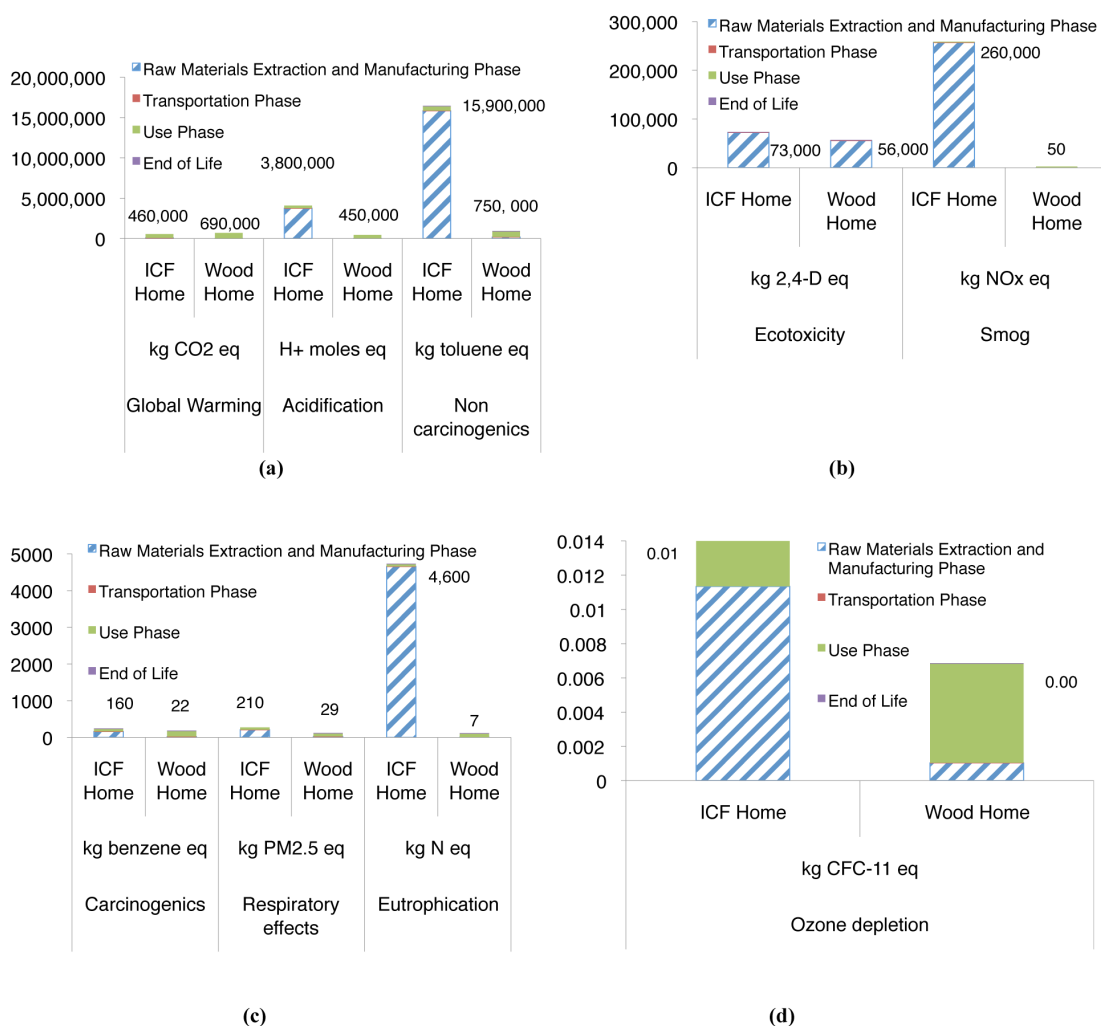 20,000,000
15,000,000
10,000,000
5,000,000
0
Raw Materials Extraction and Manufacturing Phase
Transportation Phase
Use Phase
End of Life
460,000
690,000
3,800,000
450,000
15,900,000
750, 000
ICF Home
Wood Home
ICF Home
Wood Home
ICF Home
Wood Home
kg CO2 eq
H+ moles eq
kg toluene eq
Global Warming
Acidification
Non carcinogenics
(a)
300,000
200,000
100,000
0
Raw Materials Extraction and Manufacturing Phase
Transportation Phase
Use Phase
End of Life
73,000
56,000
260,000
50
ICF Home
Wood Home
ICF Home
Wood Home
kg 2,4-D eq
kg NOx eq
Ecotoxicity
Smog
(b)
5000
4000
3000
2000
1000
0
Raw Materials Extraction and Manufacturing Phase
Transportation Phase
Use Phase
End of Life
160
22
210
29
4,600
7
ICF Home
Wood Home
ICF Home
Wood Home
ICF Home
Wood Home
kg benzene eq
kg PM2.5 eq
kg N eq
Carcinogenics
Respiratory effects
Eutrophication
(c)
0.014
0.012
0.01
0.008
0.006
0.004
0.002
0
0.01
0.00
Raw Materials Extraction and
Manufacturing Phase
Transportation Phase
Use Phase
End of Life
ICF Home
Wood Home
kg CFC-11 eq
Ozone depletion
(d)